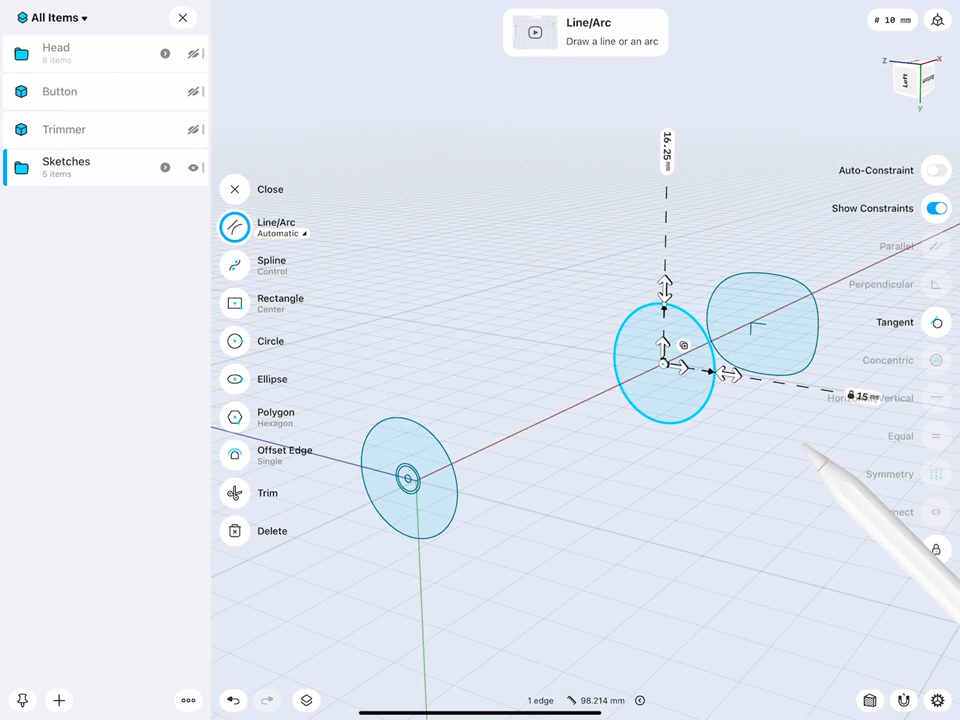 All Items
Head
8 items
Button
Trimmer
Sketches
5 items
Line/Arc
Draw a line or an arc
# 10 mm
z
x
Left
y
16.25 mm
15 mm
Close
Line/Arc
Automatic
Spline
Control
Rectangle
Center
Circle
Ellipse
Polygon
Hexagon
Offset Edge
Single
Trim
Delete
Auto-Constraint
Show Constraints
Parallel
Perpendicular
Tangent
Concentric
Equal
Symmetry
1 edge
98.214 mm